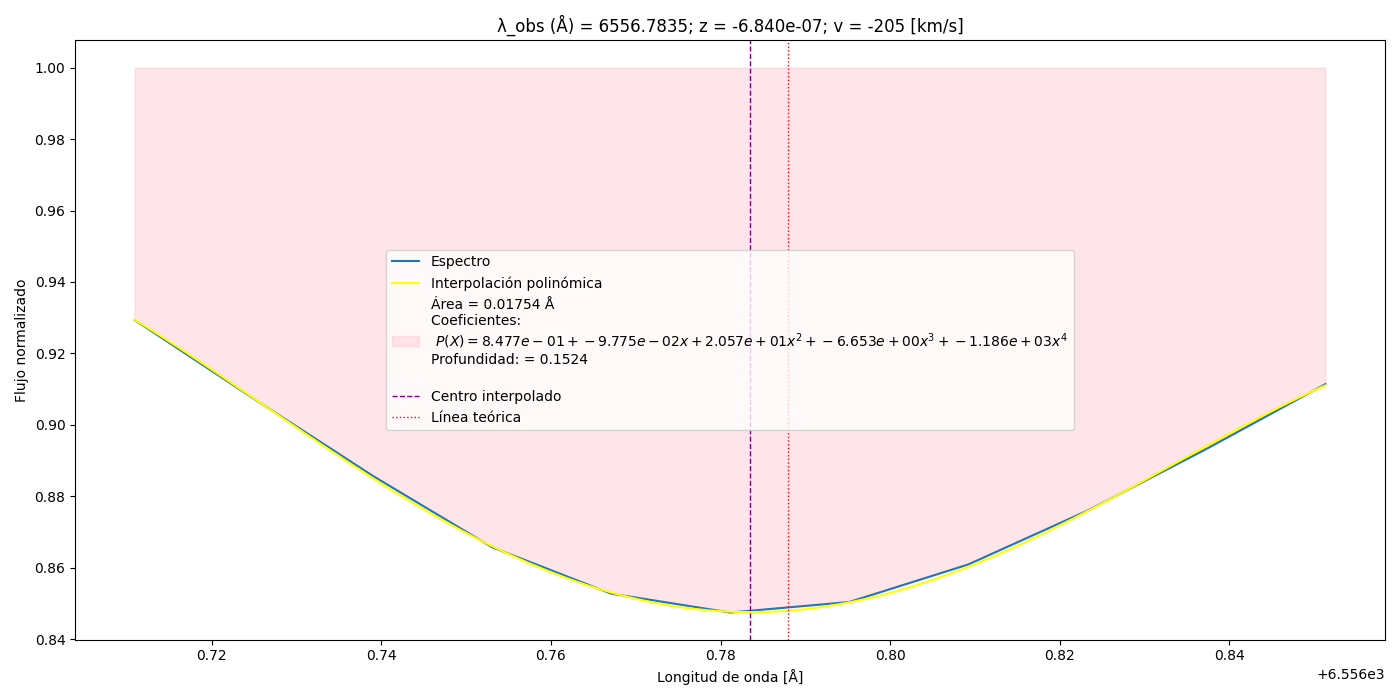 λ_obs (Å) = 6556.7835; z = -6.840e-07; v = -205 [km/s]
Flujo normalizado
1.00
0.98
0.96
0.94
0.92
0.90
0.88
0.86
0.84
Espectro
Interpolación polinómica
Área = 0.01754 Å
Coeficientes:
P(X) = 8.477e − 01 + −9.775e − 02x + 2.057e + 01x² + −6.653e + 00x³ + −1.186e + 03x⁴
Profundidad: = 0.1524
Centro interpolado
Línea teórica
0.72 0.74 0.76 0.78 0.80 0.82 0.84
+6.556e3
Longitud de onda [Å]